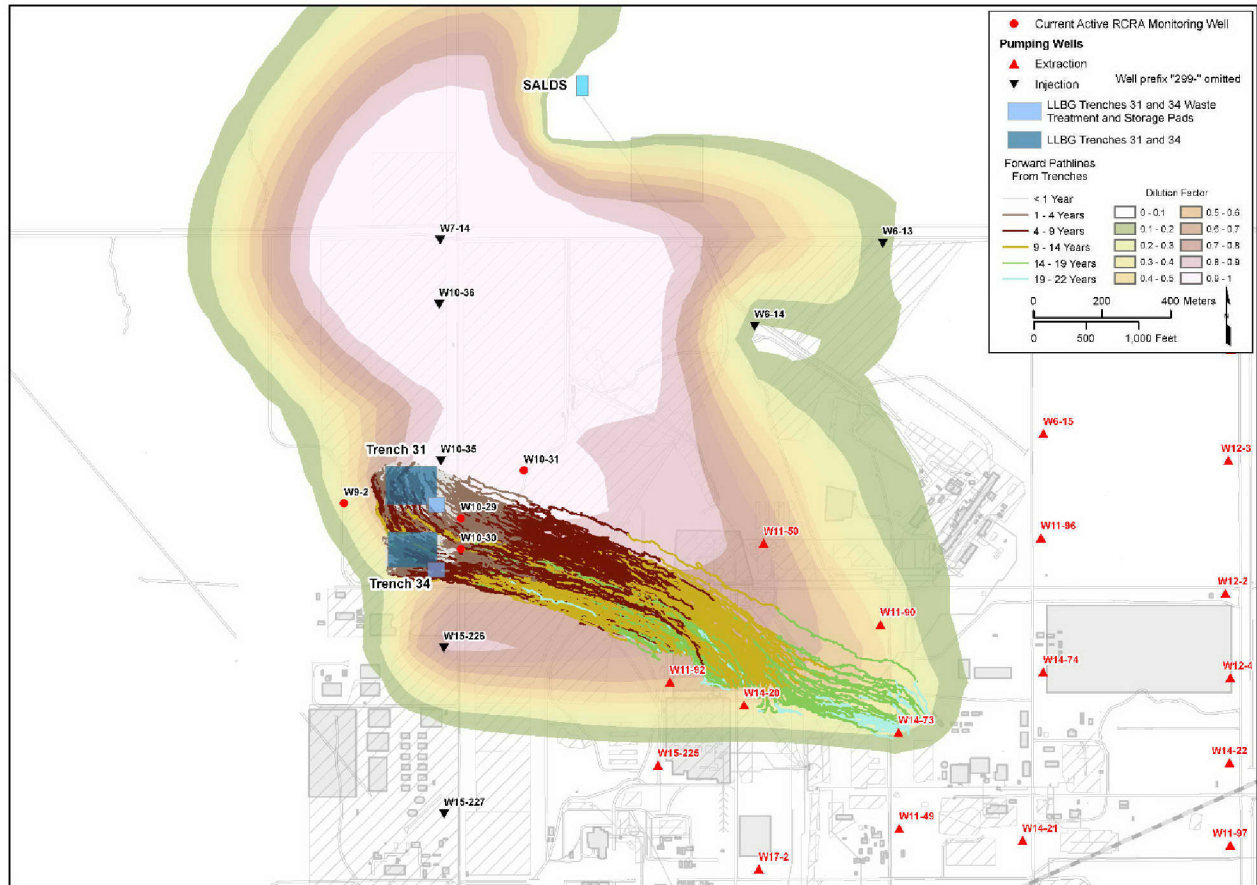 Current Active RCRA Monitoring Well
Pumping Wells
Extraction
Injection
Well prefix "299-" omitted
LLBG Trenches 31 and 34 Waste
Treatment and Storage Pads
LLBG Trenches 31 and 34
Forward Pathlines
From Trenches
< 1 Year
1 - 4 Years
4 - 9 Years
9 - 14 Years
14 - 19 Years
19 - 22 Years
Dilution Factor
0 - 0.1
0.1 - 0.2
0.2 - 0.3
0.3 - 0.4
0.4 - 0.5
0.5 - 0.6
0.6 - 0.7
0.7 - 0.8
0.8 - 0.9
0.9 - 1
0 200 400 Meters
0 500 1,000 Feet
SALDS
W7-14
W6-13
W10-36
W6-14
W6-15
Trench 31
W10-35
W10-31
W12-3
W9-2
W10-29
W10-30
W11-50
W11-96
Trench 34
W12-2
W15-226
W11-90
W11-92
W14-20
W14-74
W12-4
W14-73
W15-225
W14-22
W15-227
W11-49
W14-21
W11-97
W17-2